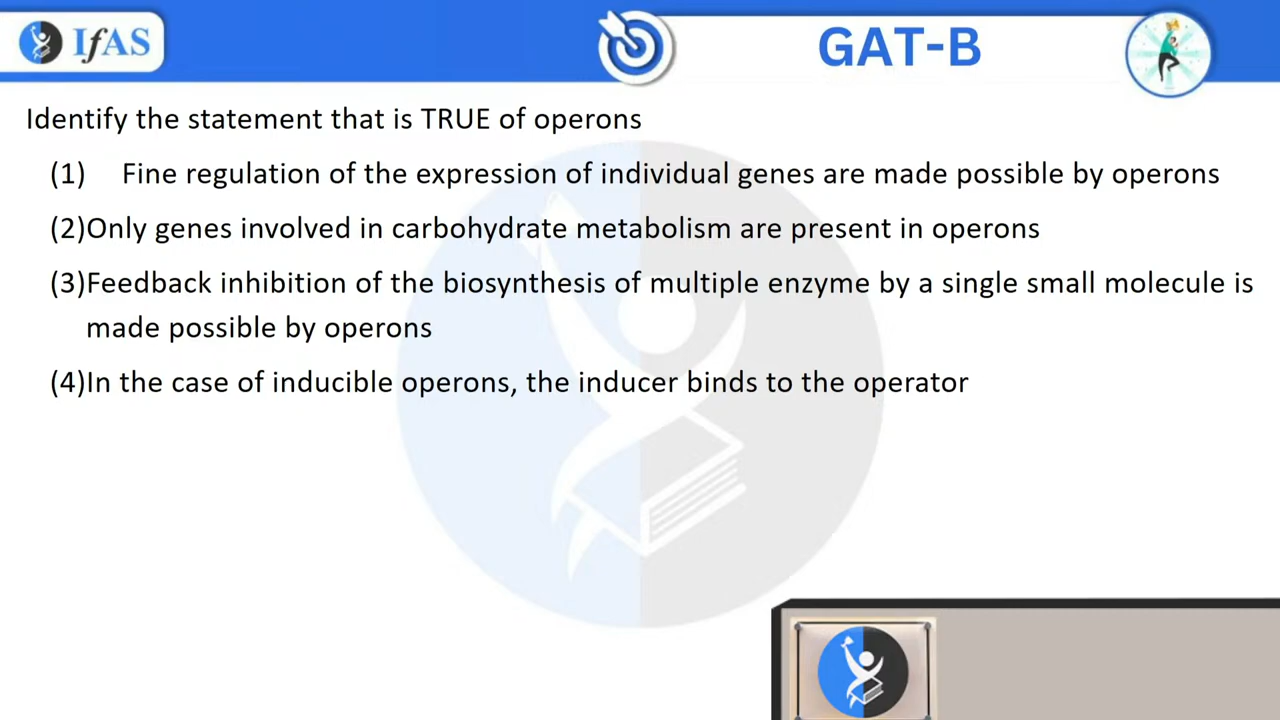 IfAS
GAT-B
Identify the statement that is TRUE of operons
(1) Fine regulation of the expression of individual genes are made possible by operons
(2)Only genes involved in carbohydrate metabolism are present in operons
(3)Feedback inhibition of the biosynthesis of multiple enzyme by a single small molecule is
made possible by operons
(4)In the case of inducible operons, the inducer binds to the operator